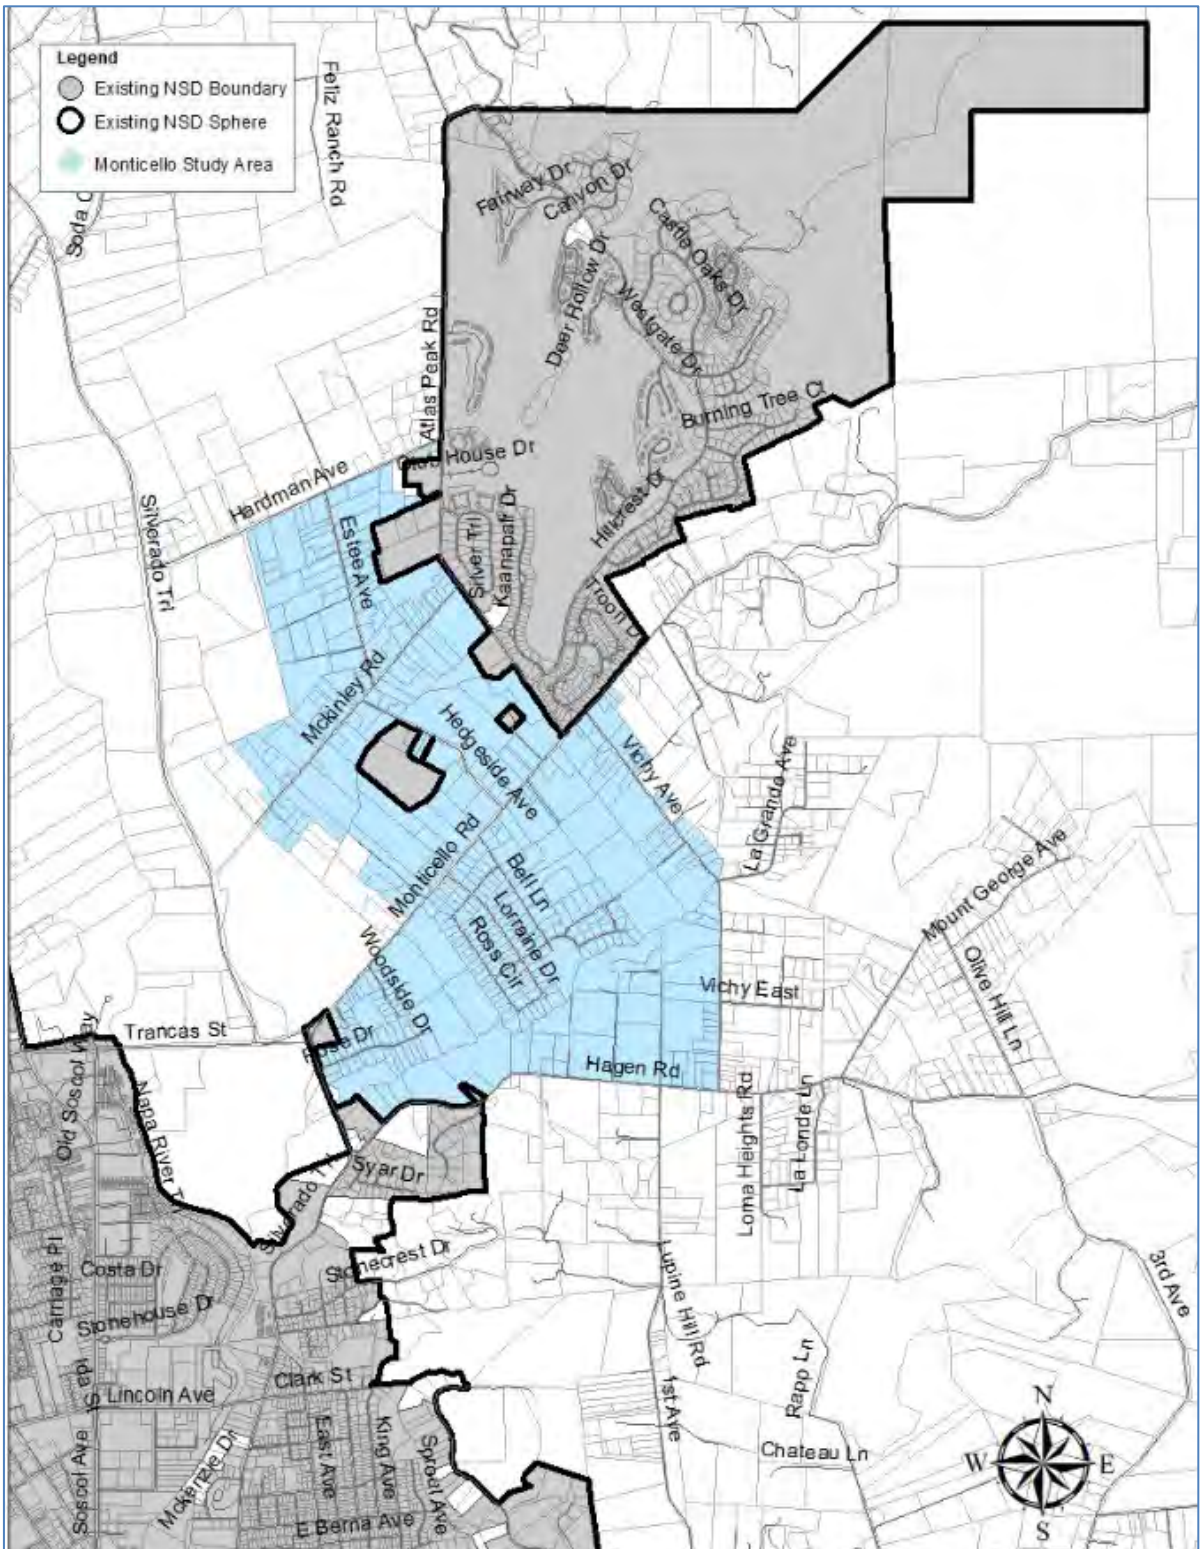 Legend
Existing NSD Boundary
Existing NSD Sphere
Monticello Study Area
Feliz Ranch Rd
Soda
Fairway Dr
Canyon Dr
Castle Oaks Dr
Deer Hollow Dr
Westgate Dr
Atlas Peak Rd
Burning Tree Ct
House Dr
Hardman Ave
Silverado Trl
Estee Ave
Silver Trl
Kaanapali Dr
Hillcrest Dr
Troon D
Mckinley Rd
Hedgeside Ave
Vichy Ave
La Grande Ave
Monticello Rd
Bell Ln
Lorraine Dr
Ross Cir
Mount George Ave
Olive Hill Ln
Woodside Dr
Vichy East
Trancas St
Rose Dr
Hagen Rd
Old Soscol Way
Napa River T
Loma Heights Rd
La Londe Ln
Syar Dr
Silverado Trl
Stonecrest Dr
Carriage Pl
Costa Dr
Stonehouse Dr
Lupine Hill Rd
3rd Ave
Rapp Ln
Clark St
Lincoln Ave
1st Ave
Soscol Ave
Mckenzie Dr
East Ave
King Ave
Sproul Ave
Chateau Ln
E Berna Ave
N
W
E
S